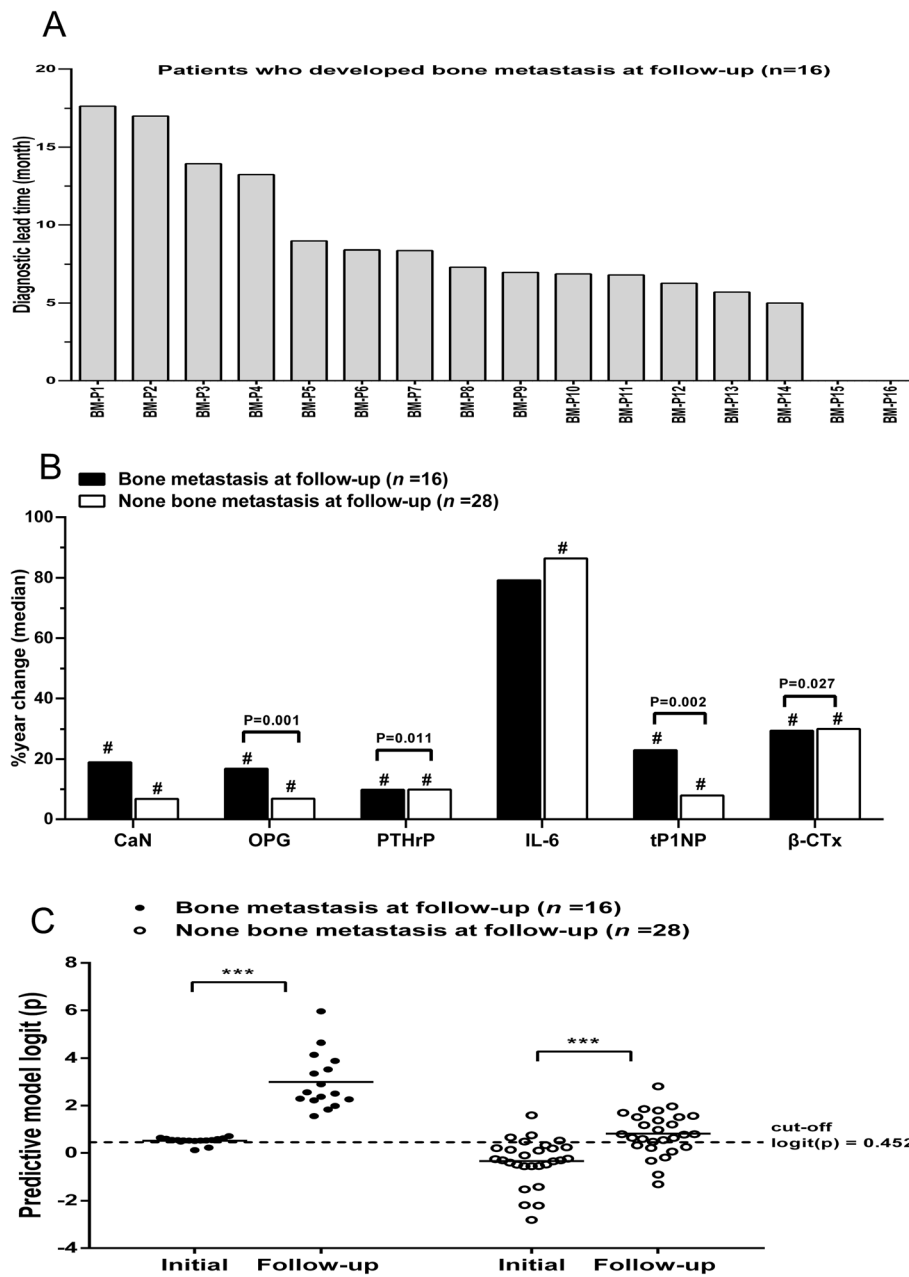 A
Patients who developed bone metastasis at follow-up (n=16)
Diagnostic lead time (month)
20
15
10
5
0
BM-P1 BM-P2 BM-P3 BM-P4 BM-P5 BM-P6 BM-P7 BM-P8 BM-P9 BM-P10 BM-P11 BM-P12 BM-P13 BM-P14 BM-P15 BM-P16
B
Bone metastasis at follow-up (n =16)
None bone metastasis at follow-up (n =28)
%year change (median)
100
80
60
40
20
0
# # # # # # # # # # #
P=0.001
P=0.011
P=0.002
P=0.027
CaN OPG PTHrP IL-6 tP1NP β-CTx
C
Bone metastasis at follow-up (n =16)
None bone metastasis at follow-up (n =28)
Predictive model logit (p)
8
6
4
2
0
-2
-4
***
***
cut-off
logit(p) = 0.452
Initial Follow-up Initial Follow-up